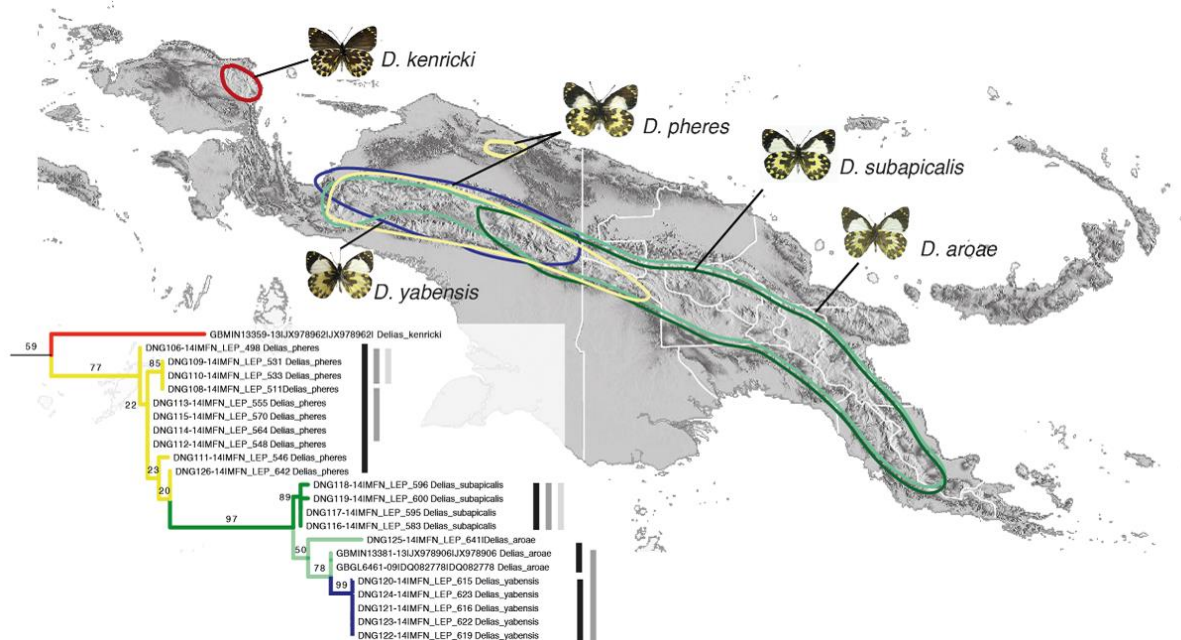 D. kenricki
D. pheres
D. subapicalis
D. aroae
D. yabensis
59
GBMIN13359-13|JX978962|JX978962| Delias_kenricki
DNG106-14|MFN_LEP_498 Delias_pheres
77
85
DNG109-14|MFN_LEP_531 Delias_pheres
DNG110-14|MFN_LEP_533 Delias_pheres
DNG108-14|MFN_LEP_511Delias_pheres
22
DNG113-14|MFN_LEP_555 Delias_pheres
DNG115-14|MFN_LEP_570 Delias_pheres
DNG114-14|MFN_LEP_564 Delias_pheres
DNG112-14|MFN_LEP_548 Delias_pheres
DNG111-14|MFN_LEP_546 Delias_pheres
23
DNG126-14|MFN_LEP_642 Delias_pheres
20
DNG118-14|MFN_LEP_596 Delias_subapicalis
89
DNG119-14|MFN_LEP_600 Delias_subapicalis
97
DNG117-14|MFN_LEP_595 Delias_subapicalis
DNG116-14|MFN_LEP_583 Delias_subapicalis
DNG125-14|MFN_LEP_641|Delias_aroae
50
GBMIN13381-13|JX978906|JX978906 Delias_aroae
78
GBGL6461-09|DQ082778|DQ082778 Delias_aroae
99
DNG120-14|MFN_LEP_615 Delias_yabensis
DNG124-14|MFN_LEP_623 Delias_yabensis
DNG121-14|MFN_LEP_616 Delias_yabensis
DNG123-14|MFN_LEP_622 Delias_yabensis
DNG122-14|MFN_LEP_619 Delias_yabensis